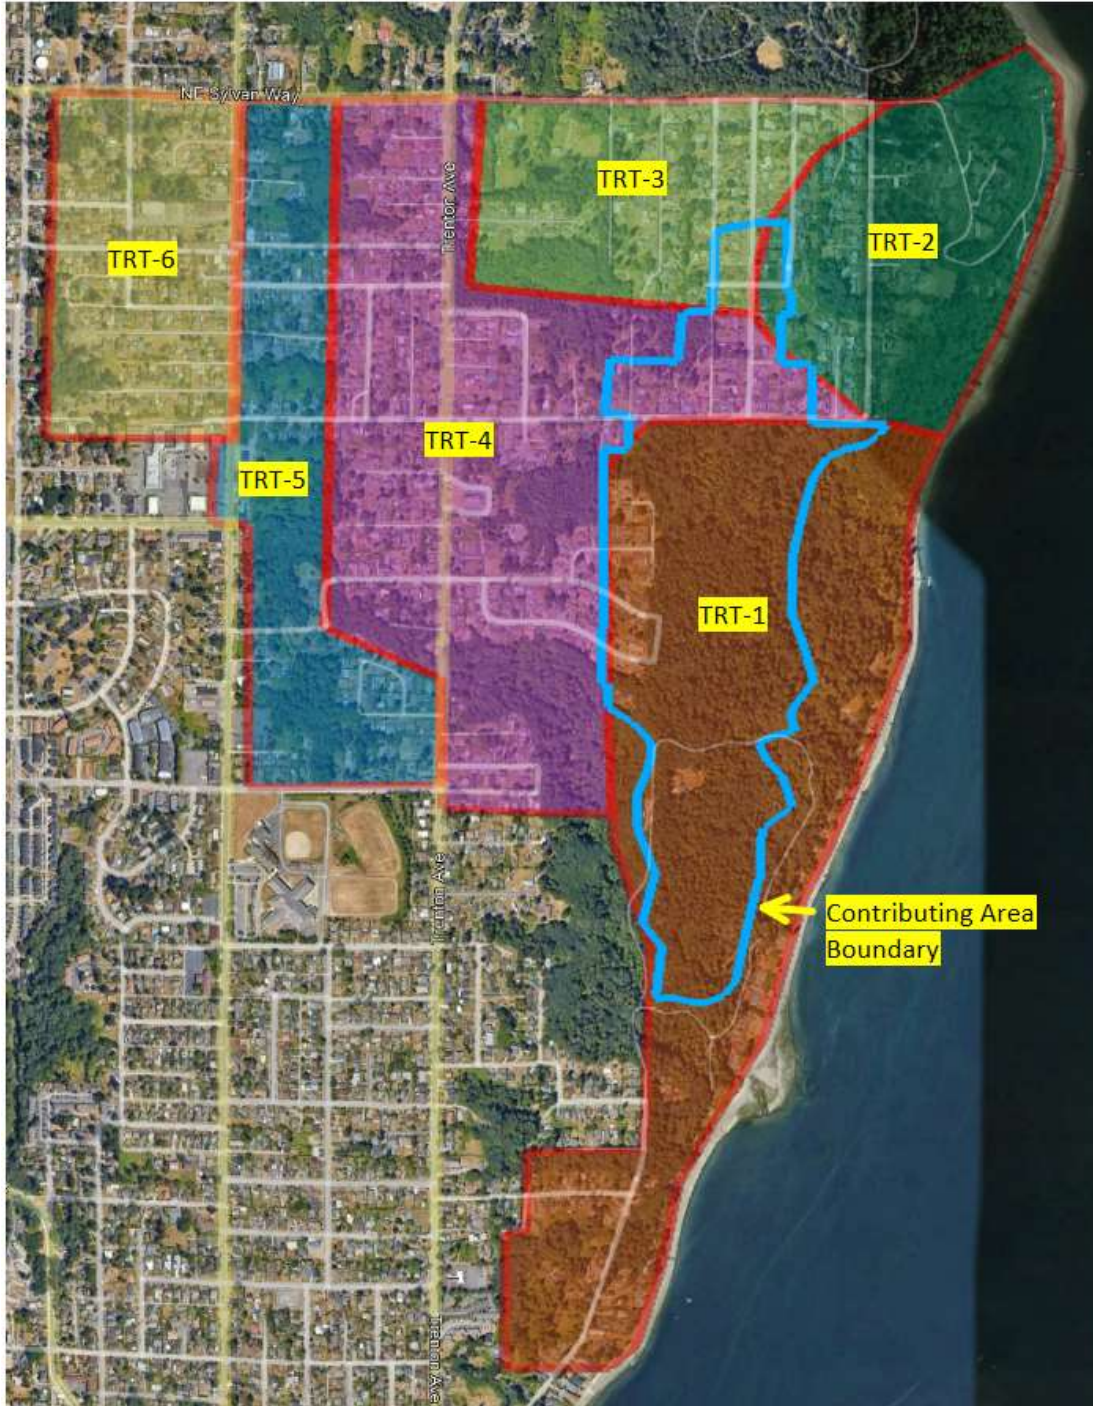 NE Sylvan Way
Trenton Ave
TRT-3
TRT-2
TRT-6
TRT-4
TRT-5
TRT-1
Trenton Ave
Contributing Area
Boundary
Trenton Ave